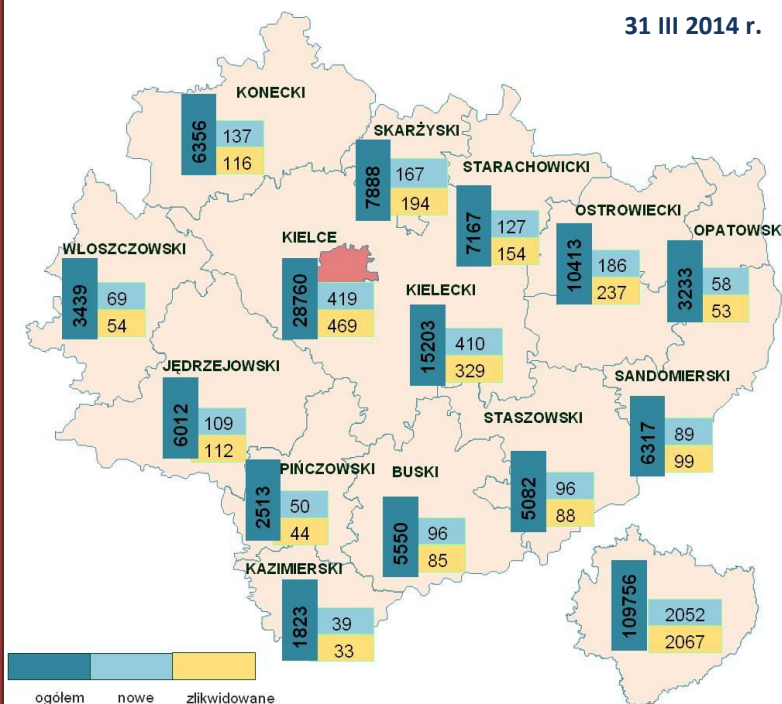 31 III 2014 r.
KONECKI
6356
137
116
SKARŻYSKI
7888
167
194
STARACHOWICKI
7167
127
154
OSTROWIECKI
10413
186
237
OPATOWSKI
3233
58
53
WŁOSZCZOWSKI
3439
69
54
KIELCE
28760
419
469
KIELECKI
15203
410
329
JĘDRZEJOWSKI
6012
109
112
SANDOMIERSKI
6317
89
99
STASZOWSKI
5082
96
88
PIŃCZOWSKI
2513
50
44
BUSKI
5550
96
85
KAZIMIERSKI
1823
39
33
109756
2052
2067
ogółem nowe zlikwidowane